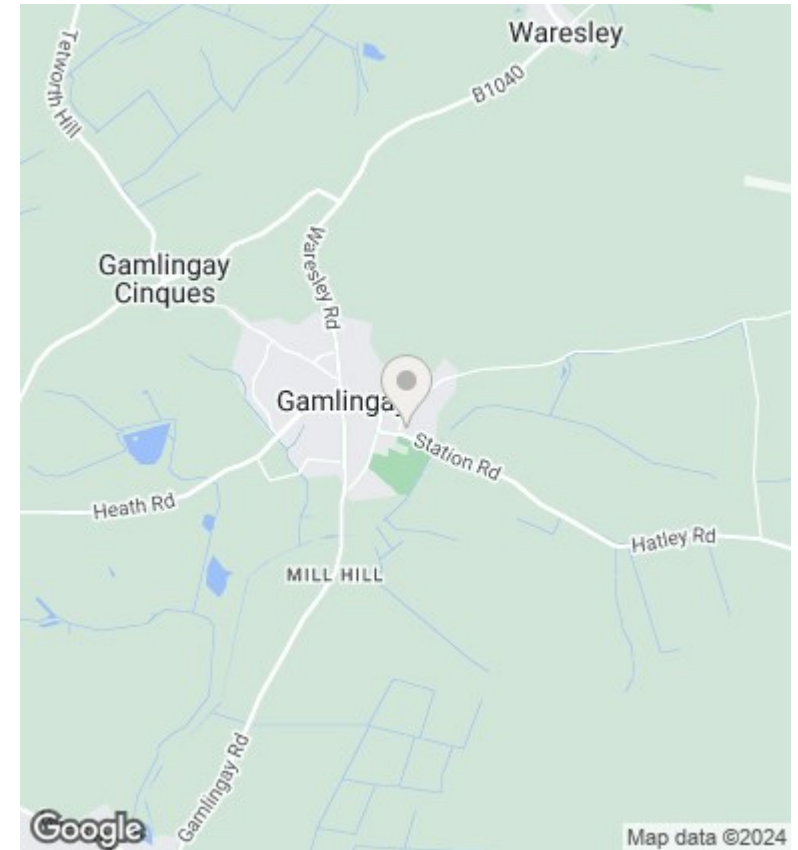 Waresley
Tetworth Hill
B1040
Waresley Rd
Gamlingay
Cinques
Gamlingay
Station Rd
Heath Rd
Hatley Rd
MILL HILL
Gamlingay Rd
Google
Map data ©2024